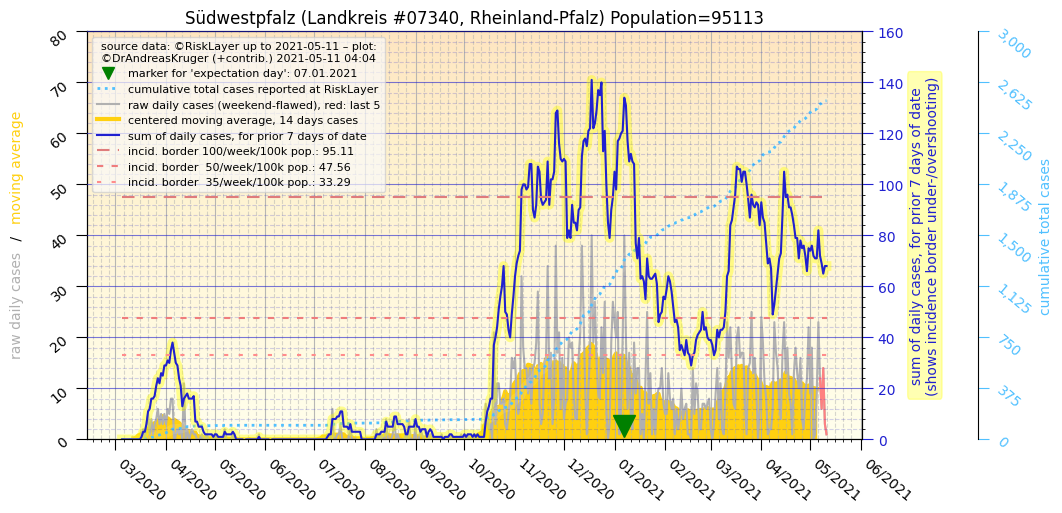 Südwestpfalz (Landkreis #07340, Rheinland-Pfalz) Population=95113
source data: ©RiskLayer up to 2021-05-11 – plot:
©DrAndreasKruger (+contrib.) 2021-05-11 04:04
marker for 'expectation day': 07.01.2021
cumulative total cases reported at RiskLayer
raw daily cases (weekend-flawed), red: last 5
centered moving average, 14 days cases
sum of daily cases, for prior 7 days of date
incid. border 100/week/100k pop.: 95.11
incid. border  50/week/100k pop.: 47.56
incid. border  35/week/100k pop.: 33.29
raw daily cases  /  moving average
80
70
60
50
40
30
20
10
0
160
140
120
100
80
60
40
20
0
sum of daily cases, for prior 7 days of date
(shows incidence border under-/overshooting)
3,000
2,625
2,250
1,875
1,500
1,125
750
375
0
cumulative total cases
03/2020
04/2020
05/2020
06/2020
07/2020
08/2020
09/2020
10/2020
11/2020
12/2020
01/2021
02/2021
03/2021
04/2021
05/2021
06/2021